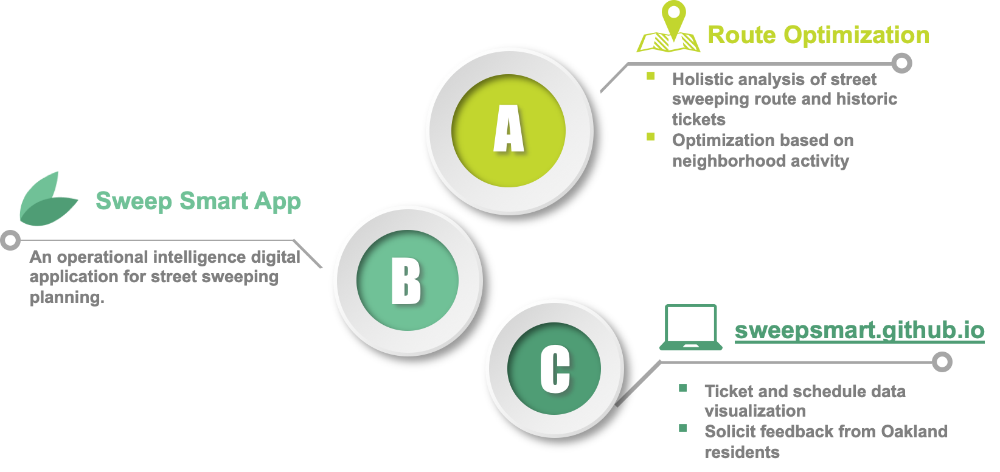 Route Optimization
A
Holistic analysis of street
sweeping route and historic
tickets
Optimization based on
neighborhood activity
Sweep Smart App
B
An operational intelligence digital
application for street sweeping
planning.
C
sweepsmart.github.io
Ticket and schedule data
visualization
Solicit feedback from Oakland
residents